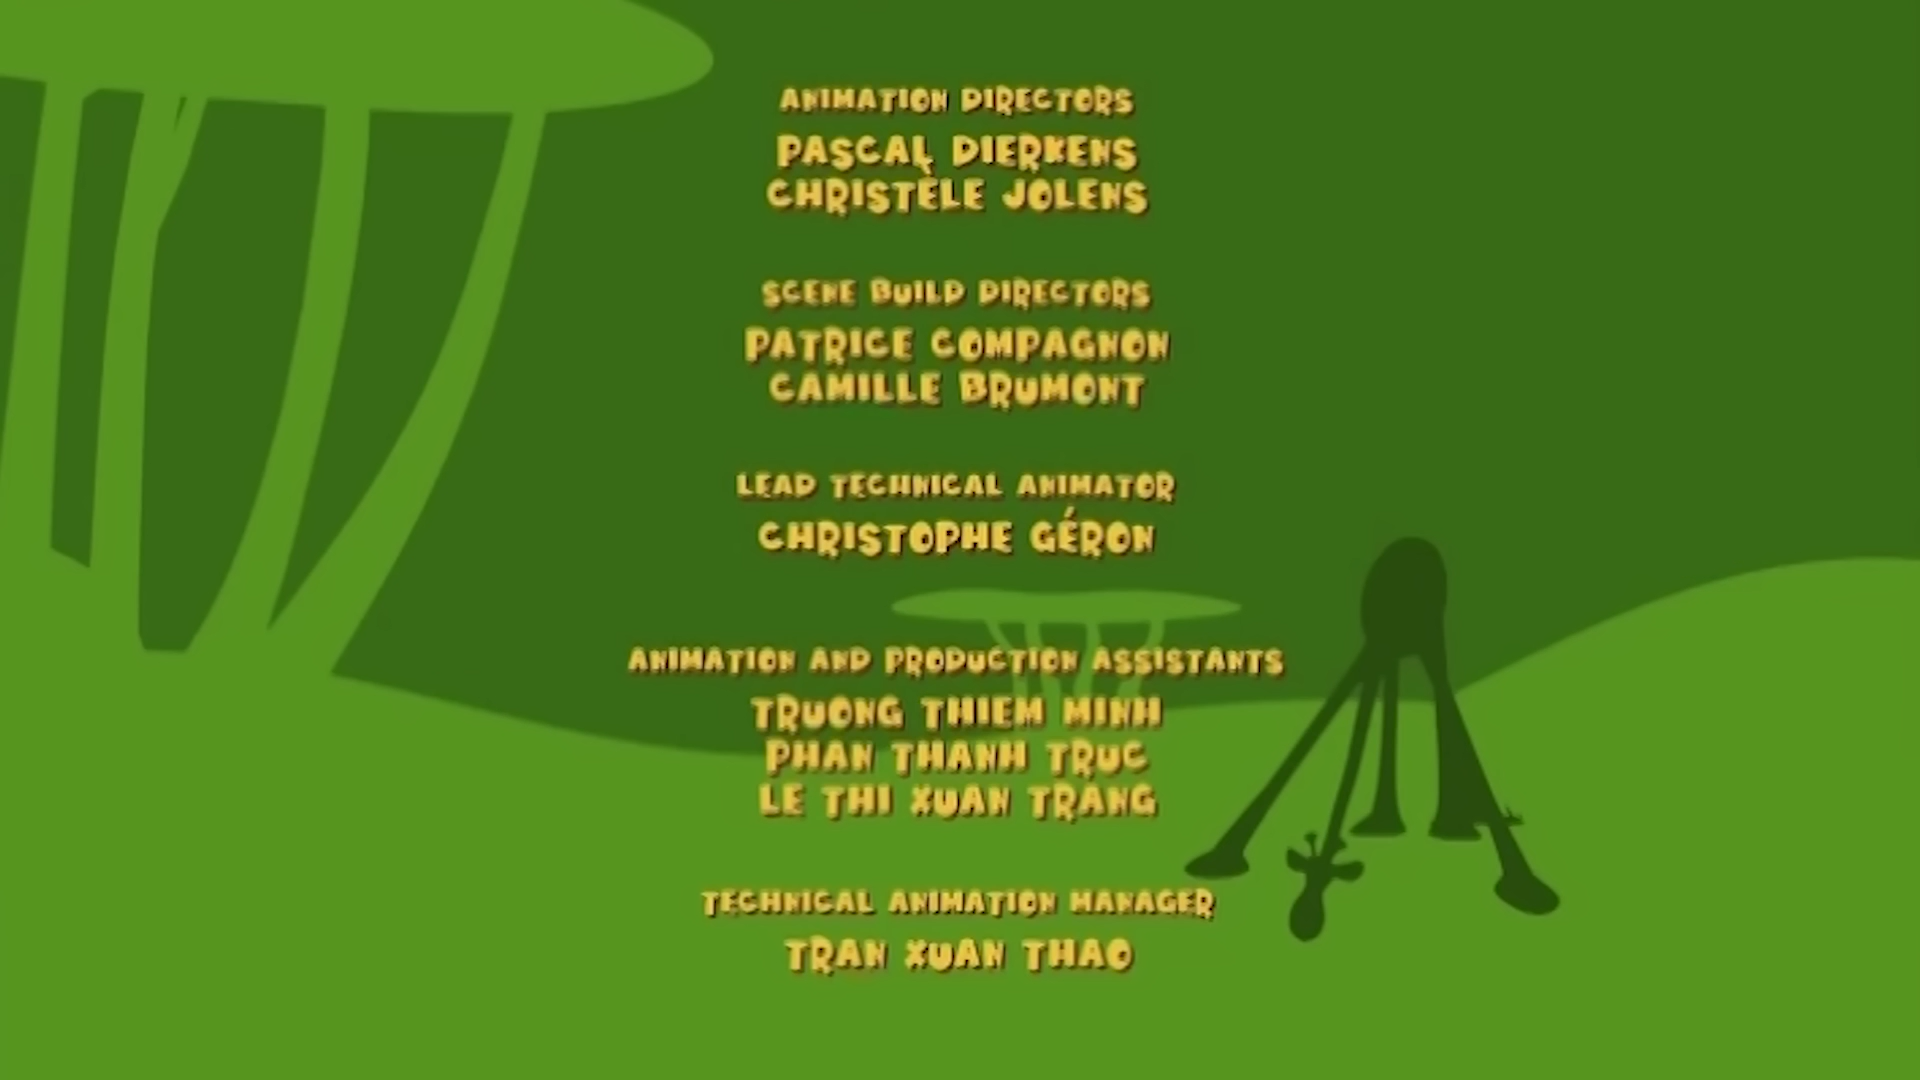 ANIMATION DIRECTORS
PASCAL DIERKENS
CHRISTÈLE JOLENS
SCENE BUILD DIRECTORS
PATRICE COMPAGNON
CAMILLE BRUMONT
LEAD TECHNICAL ANIMATOR
CHRISTOPHE GÉRON
ANIMATION AND PRODUCTION ASSISTANTS
TRUONG THIEM MINH
PHAN THANH TRUC
LE THI XUAN TRANG
TECHNICAL ANIMATION MANAGER
TRAN XUAN THAO